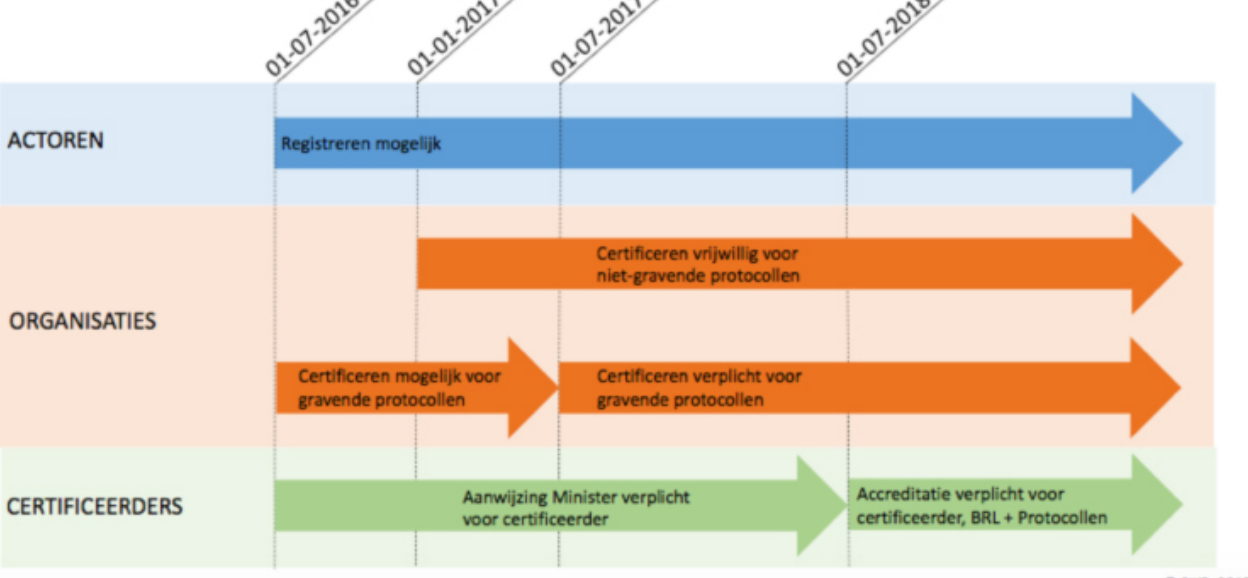 01-07-2016
01-01-2017
01-07-2017
01-07-2018
ACTOREN
Registreren mogelijk
Certificeren vrijwillig voor
niet-gravende protocollen
ORGANISATIES
Certificeren mogelijk voor
gravende protocollen
Certificeren verplicht voor
gravende protocollen
CERTIFICEERDERS
Aanwijzing Minister verplicht
voor certificeerder
Accreditatie verplicht voor
certificeerder, BRL + Protocollen